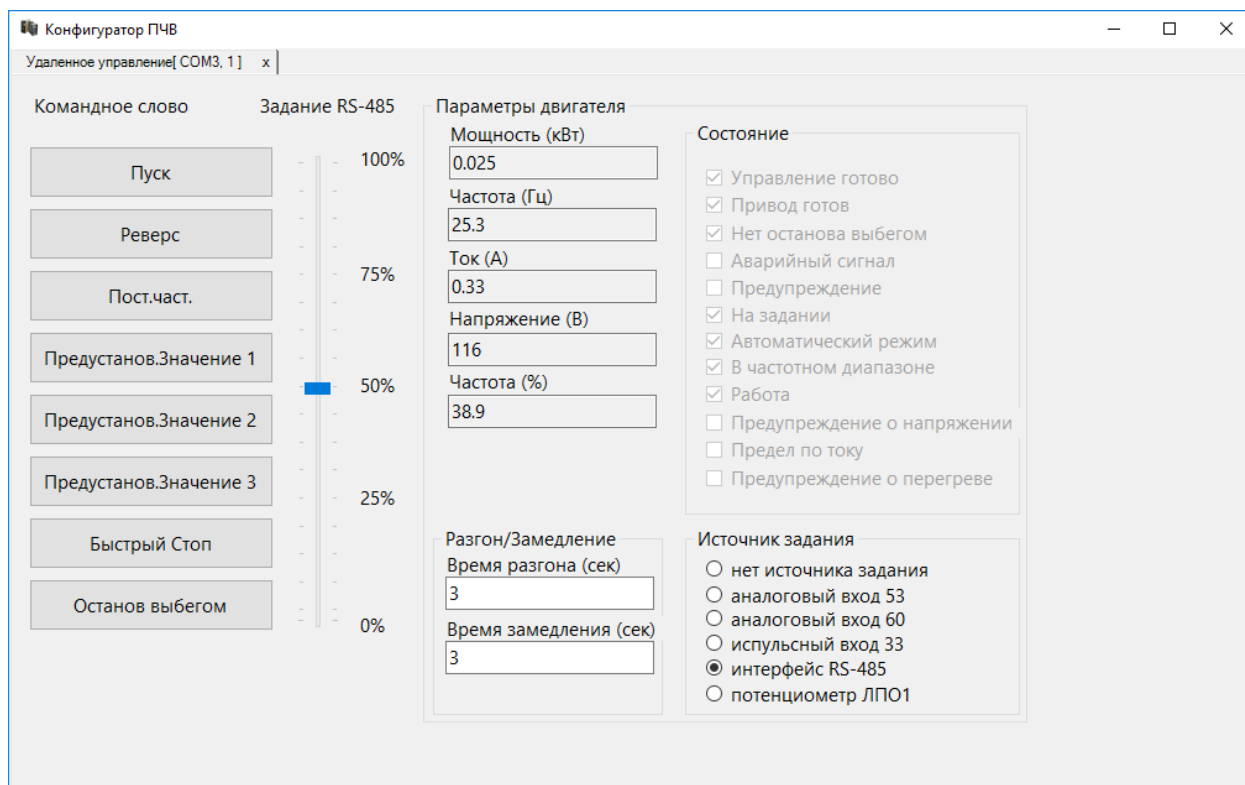 Конфигуратор ПЧВ
Удаленное управление[ COM3, 1 ] x
Командное слово
Пуск
Реверс
Пост.част.
Предустанов.Значение 1
Предустанов.Значение 2
Предустанов.Значение 3
Быстрый Стоп
Останов выбегом
Задание RS-485
100%
75%
50%
25%
0%
Параметры двигателя
Мощность (кВт)
0.025
Частота (Гц)
25.3
Ток (А)
0.33
Напряжение (В)
116
Частота (%)
38.9
Состояние
Управление готово
Привод готов
Нет останова выбегом
Аварийный сигнал
Предупреждение
На задании
Автоматический режим
В частотном диапазоне
Работа
Предупреждение о напряжении
Предел по току
Предупреждение о перегреве
Разгон/Замедление
Время разгона (сек)
3
Время замедления (сек)
3
Источник задания
нет источника задания
аналоговый вход 53
аналоговый вход 60
испульсный вход 33
интерфейс RS-485
потенциометр ЛПО1